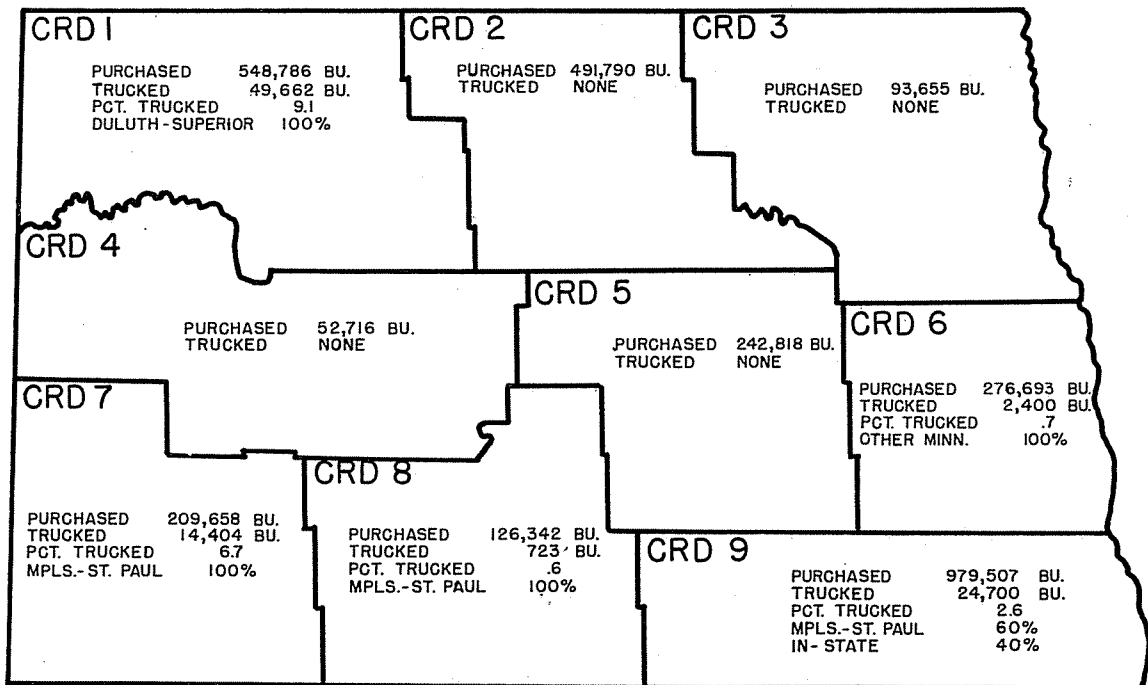 CRD 1
PURCHASED 548,786 BU.
TRUCKED 49,662 BU.
PCT. TRUCKED 9.1
DULUTH-SUPERIOR 100%
CRD 2
PURCHASED 491,790 BU.
TRUCKED NONE
CRD 3
PURCHASED 93,655 BU.
TRUCKED NONE
CRD 4
PURCHASED 52,716 BU.
TRUCKED NONE
CRD 5
PURCHASED 242,818 BU.
TRUCKED NONE
CRD 6
PURCHASED 276,693 BU.
TRUCKED 2,400 BU.
PCT. TRUCKED .7
OTHER MINN. 100%
CRD 7
PURCHASED 209,658 BU.
TRUCKED 14,404 BU.
PCT. TRUCKED 6.7
MPLS.-ST. PAUL 100%
CRD 8
PURCHASED 126,342 BU.
TRUCKED 723 BU.
PCT. TRUCKED .6
MPLS.-ST. PAUL 100%
CRD 9
PURCHASED 979,507 BU.
TRUCKED 24,700 BU.
PCT. TRUCKED 2.6
MPLS.-ST. PAUL 60%
IN-STATE 40%